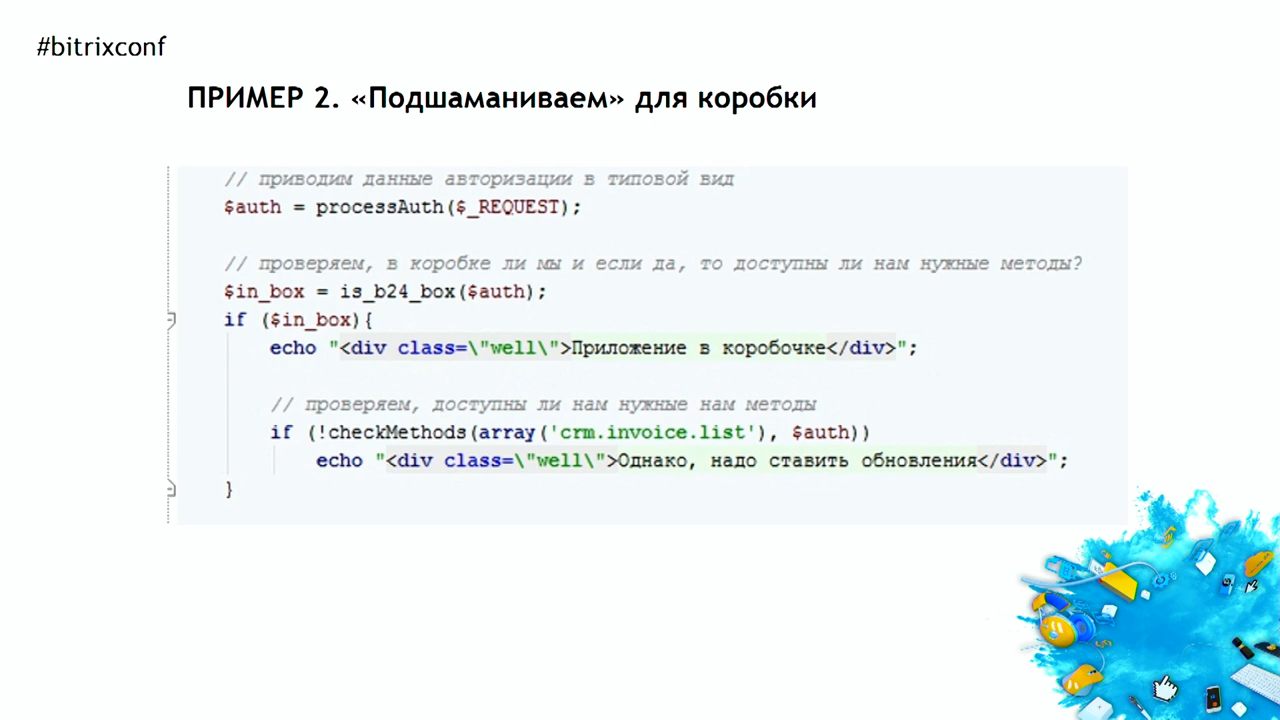 #bitrixconf
ПРИМЕР 2. «Подшаманиваем» для коробки
// приводим данные авторизации в типовой вид
$auth = processAuth($_REQUEST);
// проверяем, в коробке ли мы и если да, то доступны ли нам нужные методы?
$in_box = is_b24_box($auth);
if ($in_box){
echo "<div class=\"well\">Приложение в коробочке</div>";
// проверяем, доступны ли нам нужные нам методы
if (!checkMethods(array('crm.invoice.list'), $auth))
echo "<div class=\"well\">Однако, надо ставить обновления</div>";
}